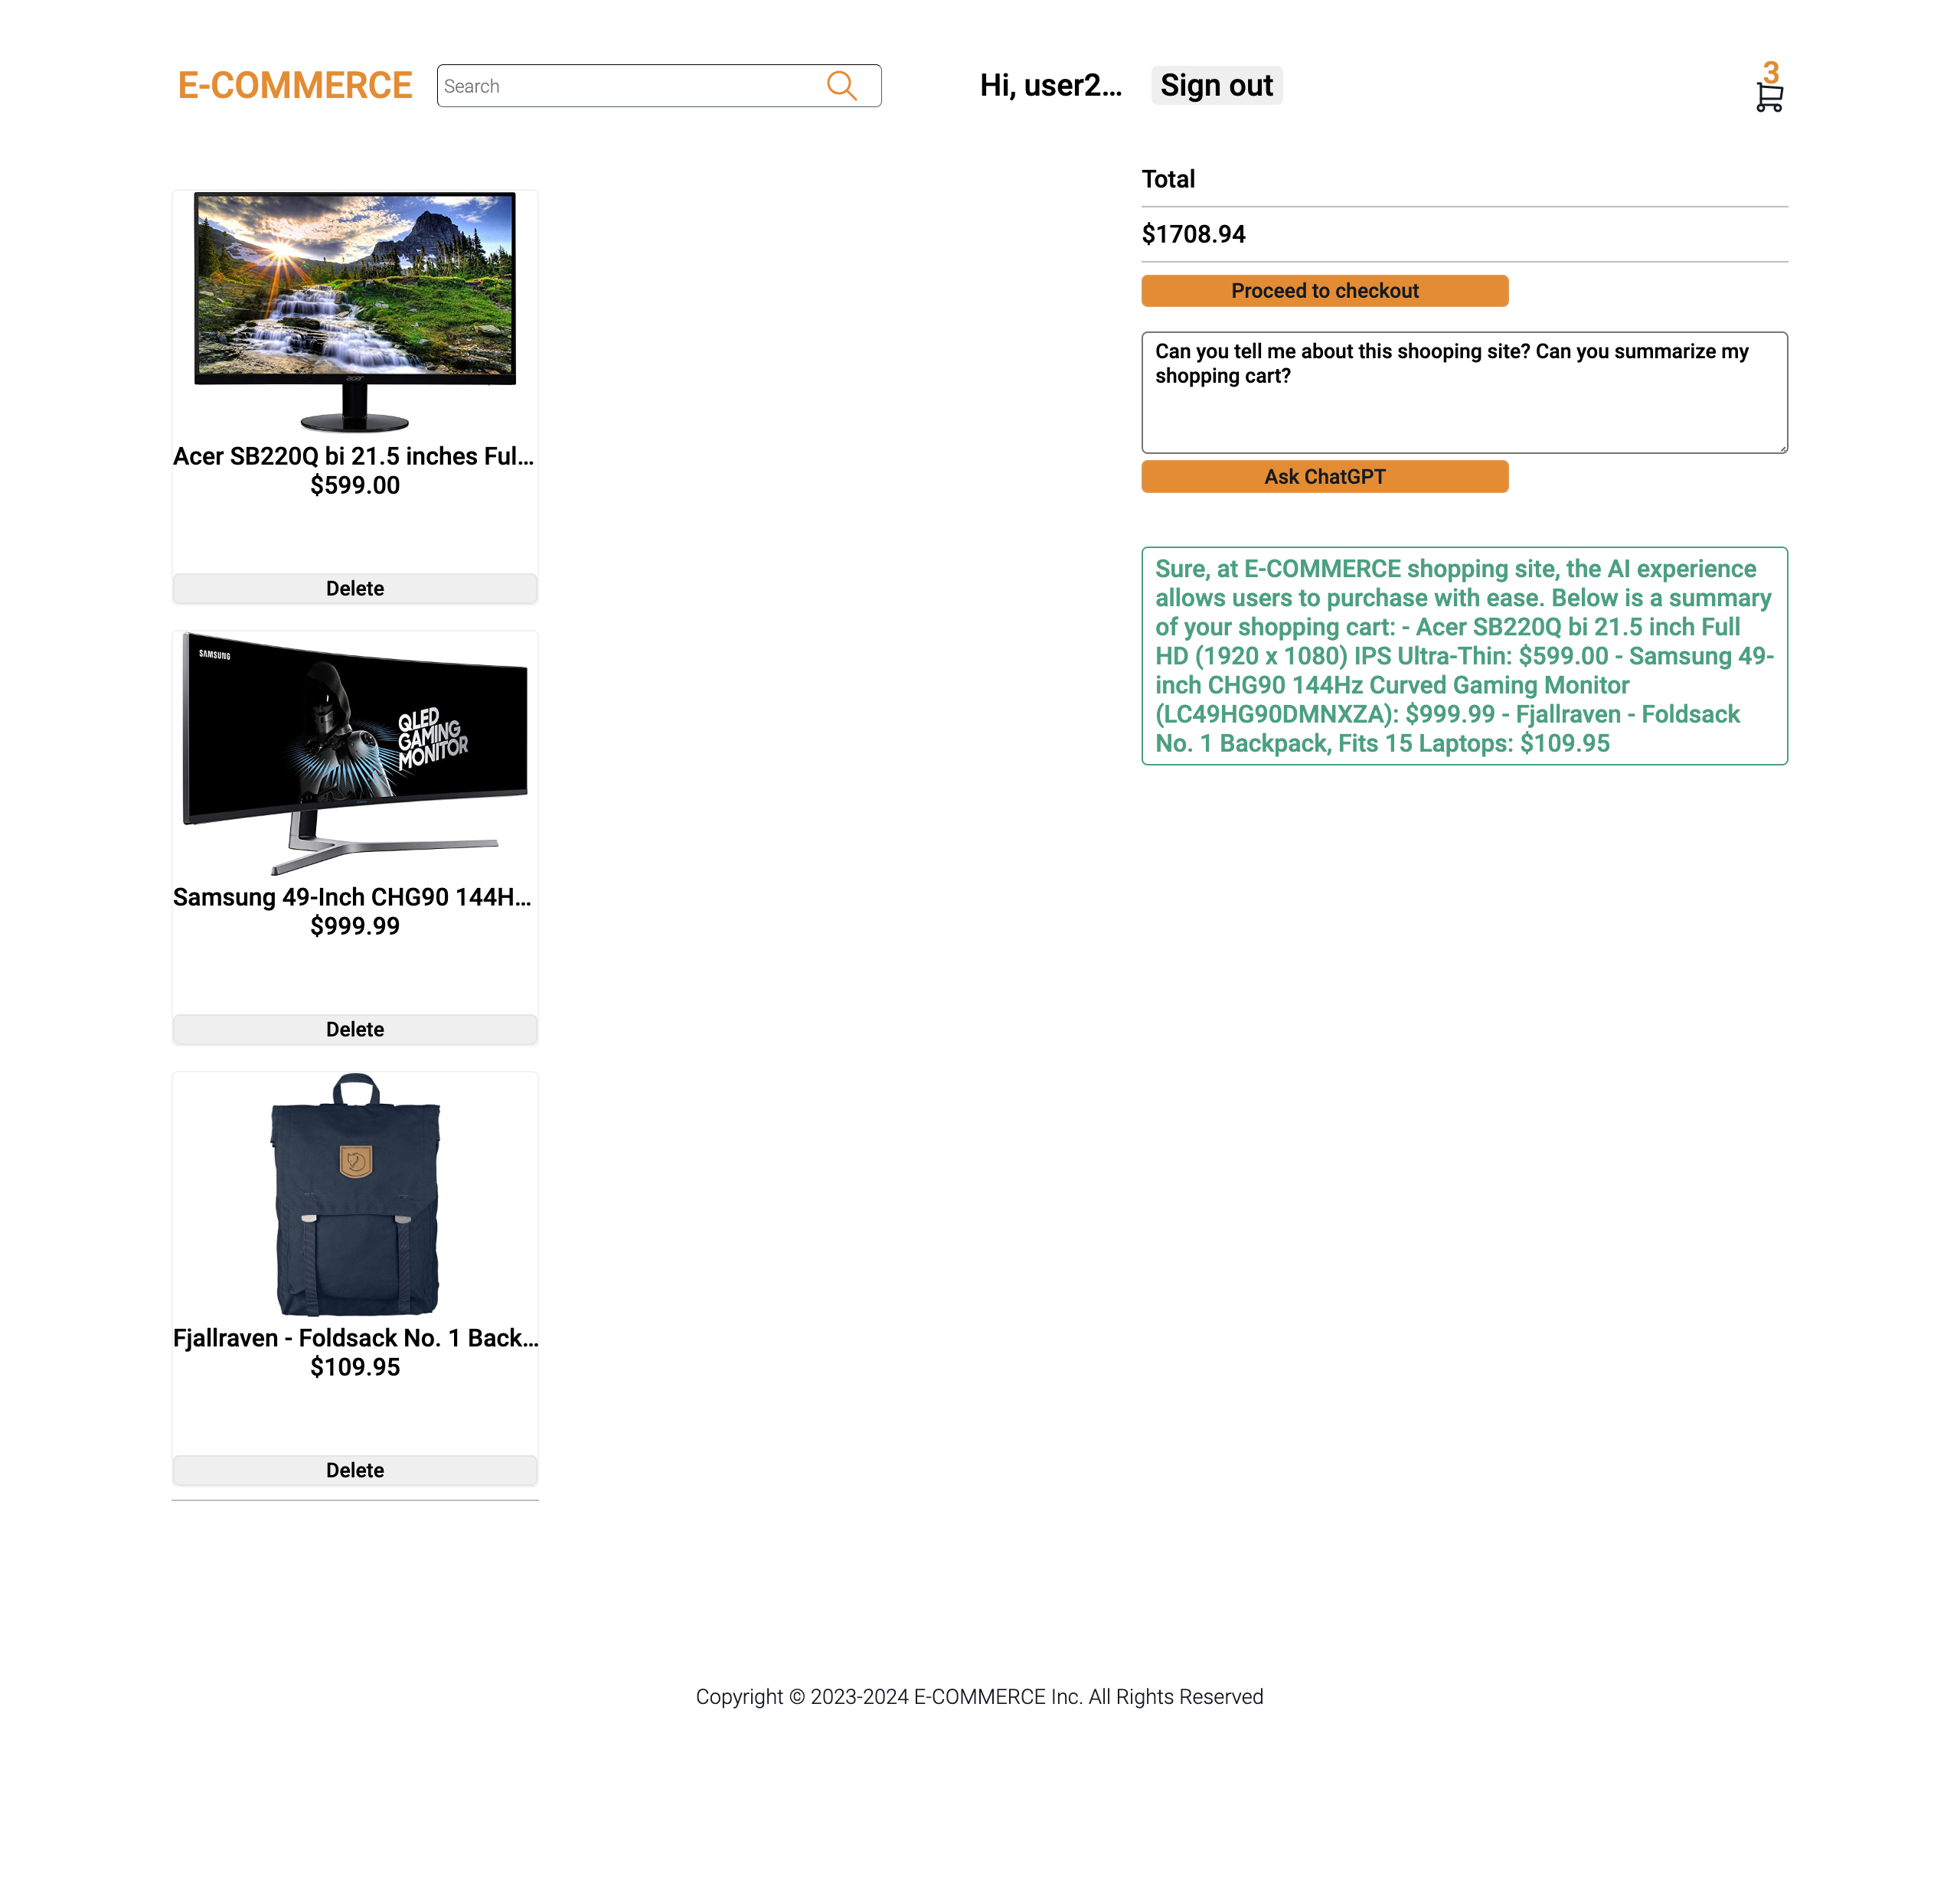 E-COMMERCE
Search
Hi, user2...
Sign out
3
Acer SB220Q bi 21.5 inches Ful...
$599.00
Delete
SAMSUNG
QLED
GAMING
MONITOR
Samsung 49-Inch CHG90 144H...
$999.99
Delete
Fjallraven - Foldsack No. 1 Back...
$109.95
Delete
Total
$1708.94
Proceed to checkout
Can you tell me about this shooping site? Can you summarize my
shopping cart?
Ask ChatGPT
Sure, at E-COMMERCE shopping site, the AI experience
allows users to purchase with ease. Below is a summary
of your shopping cart: - Acer SB220Q bi 21.5 inch Full
HD (1920 x 1080) IPS Ultra-Thin: $599.00 - Samsung 49-
inch CHG90 144Hz Curved Gaming Monitor
(LC49HG90DMNXZA): $999.99 - Fjallraven - Foldsack
No. 1 Backpack, Fits 15 Laptops: $109.95
Copyright © 2023-2024 E-COMMERCE Inc. All Rights Reserved